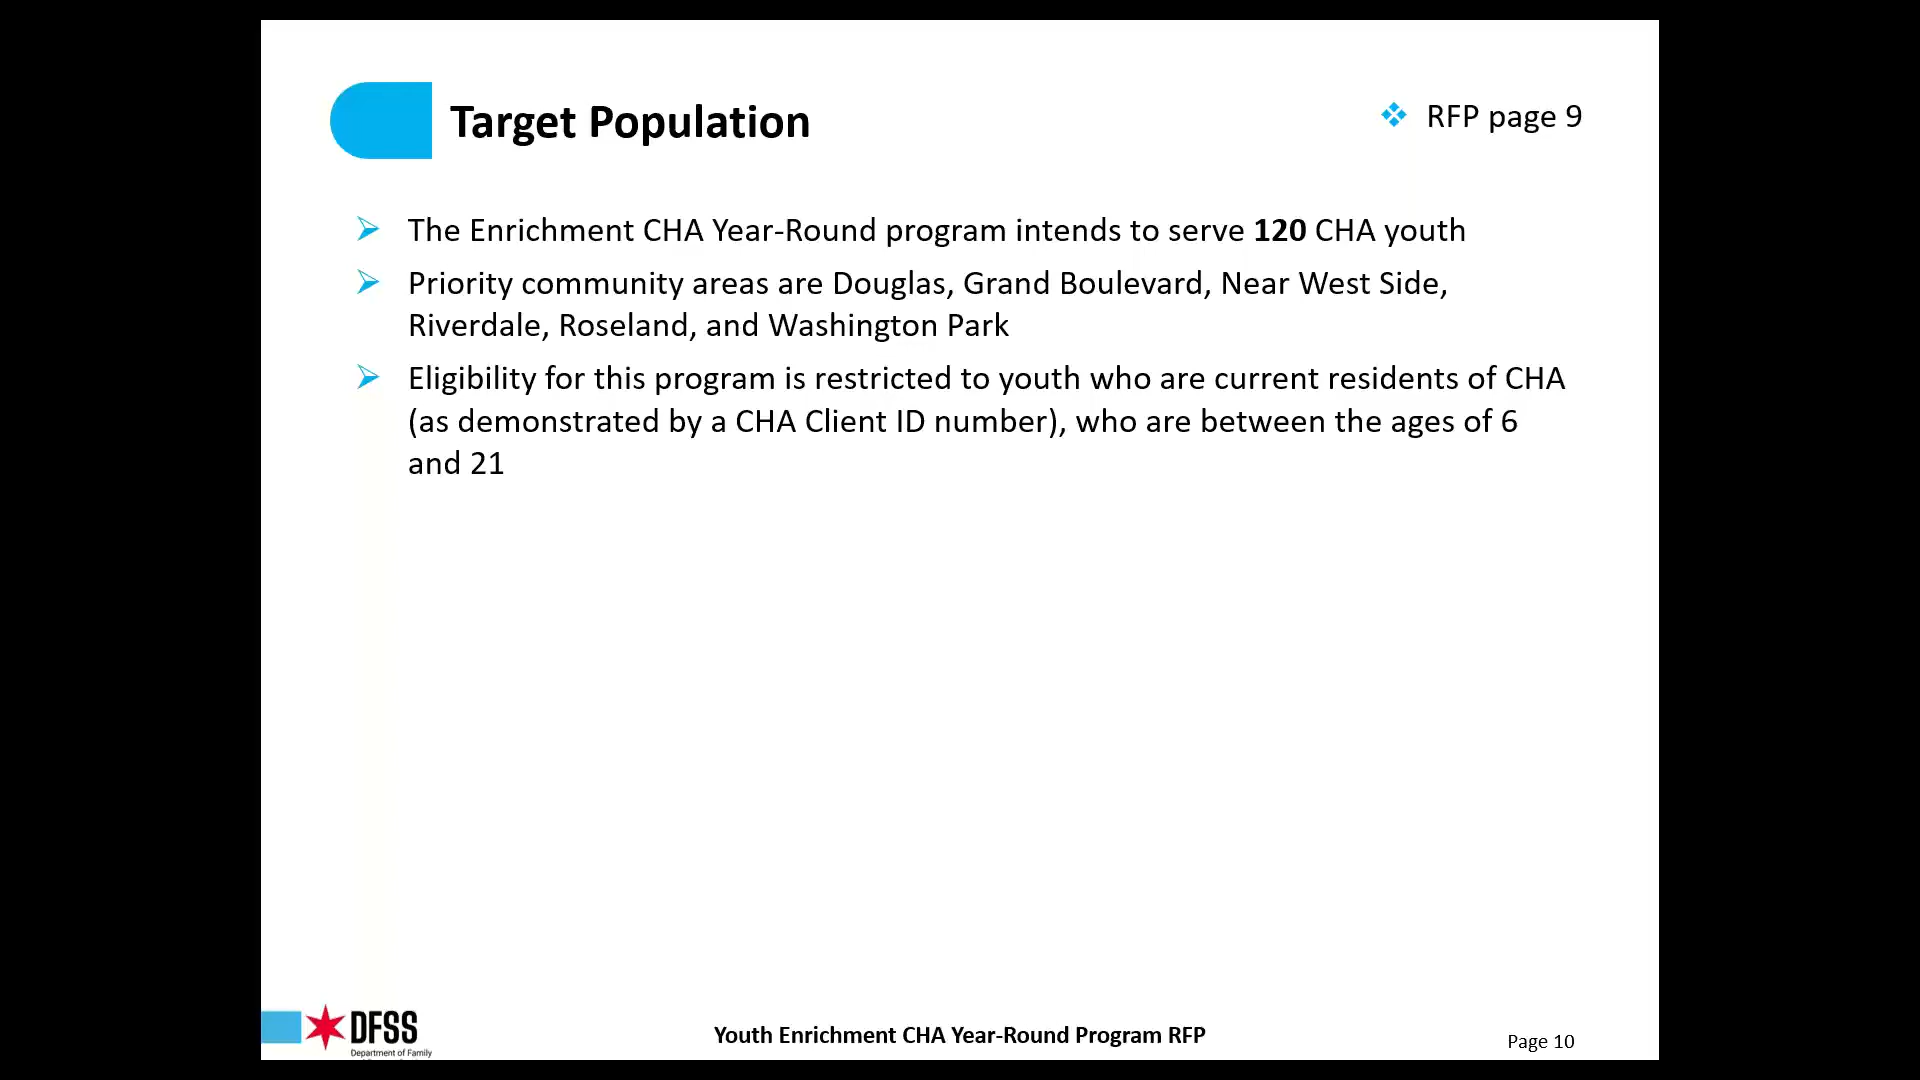 Target Population
❖ RFP page 9
➢ The Enrichment CHA Year-Round program intends to serve 120 CHA youth
➢ Priority community areas are Douglas, Grand Boulevard, Near West Side,
Riverdale, Roseland, and Washington Park
➢ Eligibility for this program is restricted to youth who are current residents of CHA
(as demonstrated by a CHA Client ID number), who are between the ages of 6
and 21
DFSS
Department of Family
Youth Enrichment CHA Year-Round Program RFP
Page 10